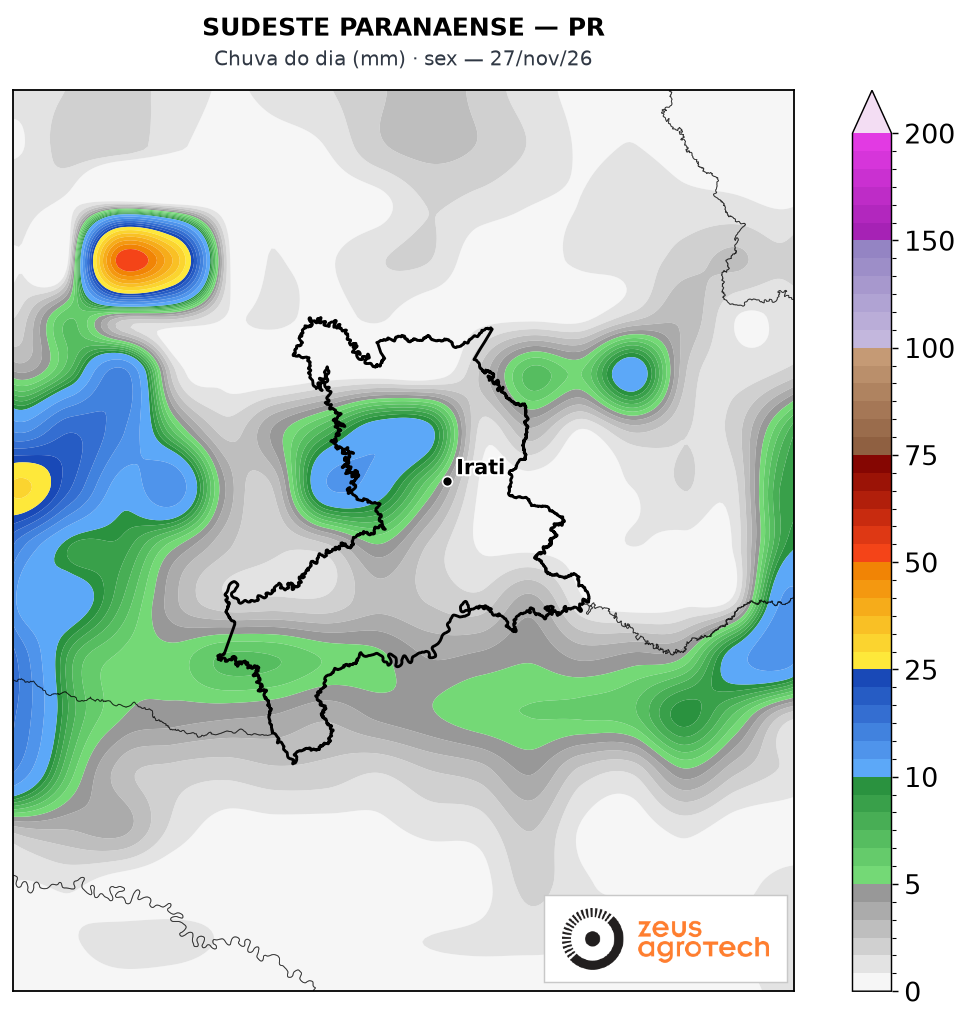 SUDESTE PARANAENSE — PR
Chuva do dia (mm) · sex — 27/nov/26
200
150
100
75
50
25
10
5
0
Irati
zeus
agrotech